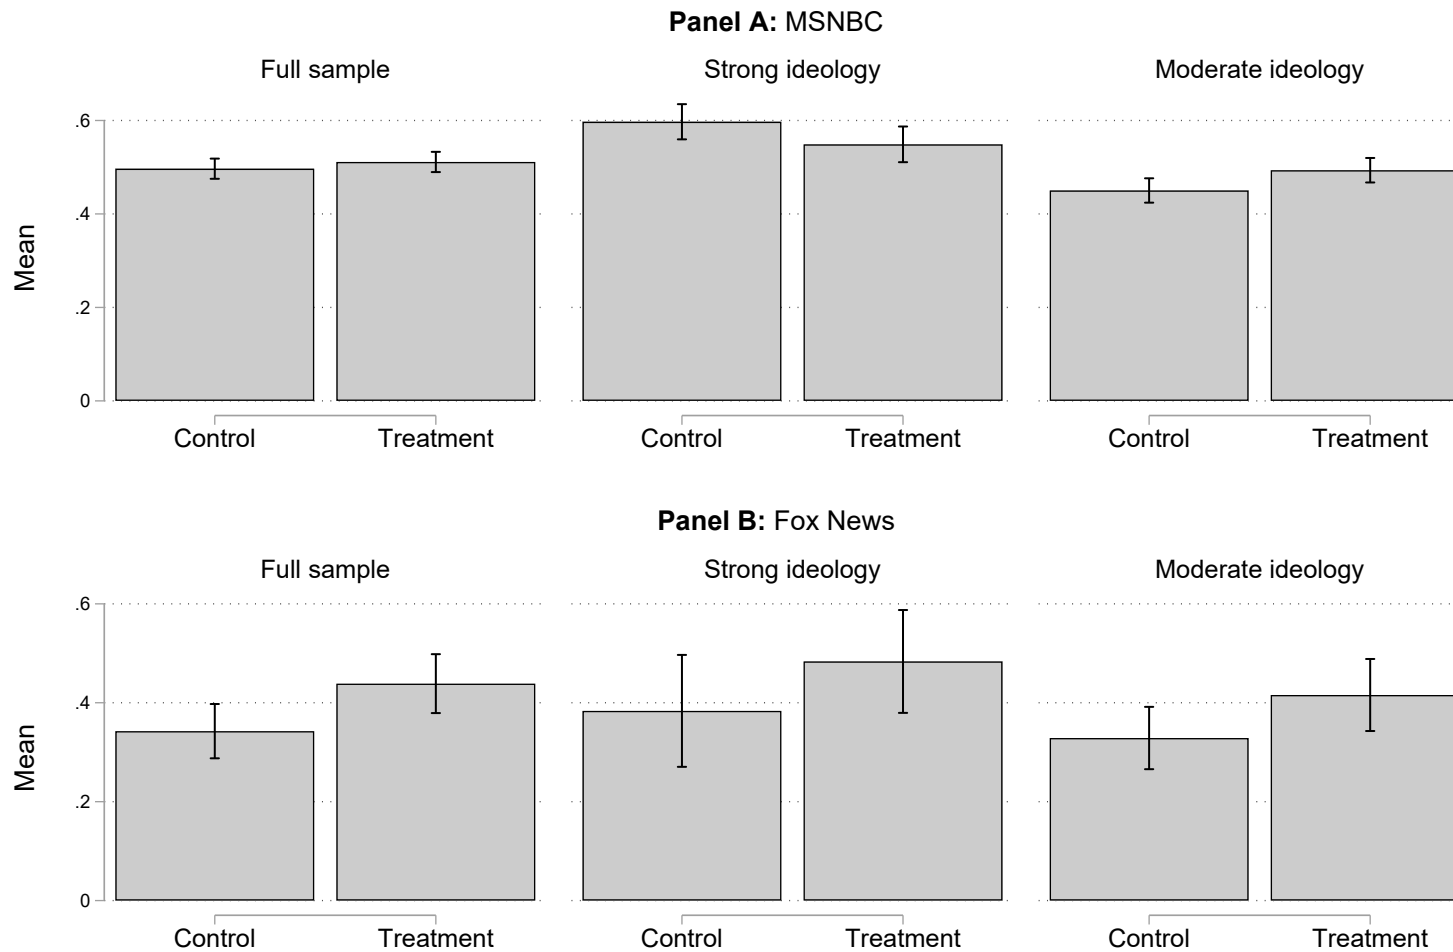 Panel A: MSNBC
Full sample Strong ideology Moderate ideology
.6
.4
.2
0
Mean
Control Treatment Control Treatment Control Treatment
Panel B: Fox News
Full sample Strong ideology Moderate ideology
.6
.4
.2
0
Mean
Control Treatment Control Treatment Control Treatment